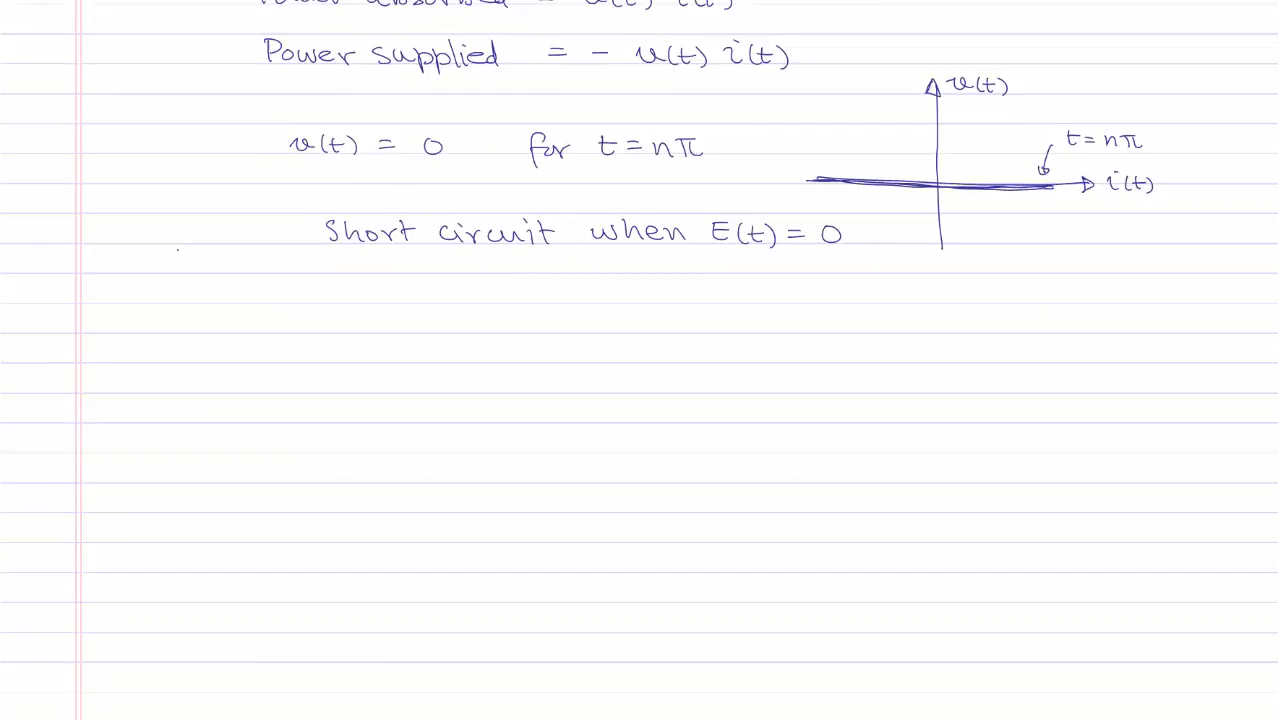 Power supplied = - v(t) i(t)
v(t)
v(t) = 0 for t = nπ
t = nπ
i(t)
Short circuit when E(t) = 0